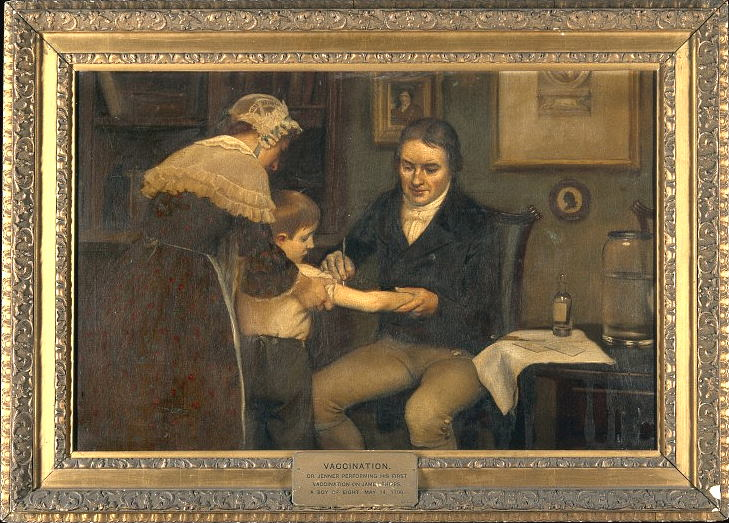 VACCINATION.
DR JENNER PERFORMING HIS FIRST
VACCINATION ON JAMES PHIPPS,
A BOY OF EIGHT. MAY 14. 1796